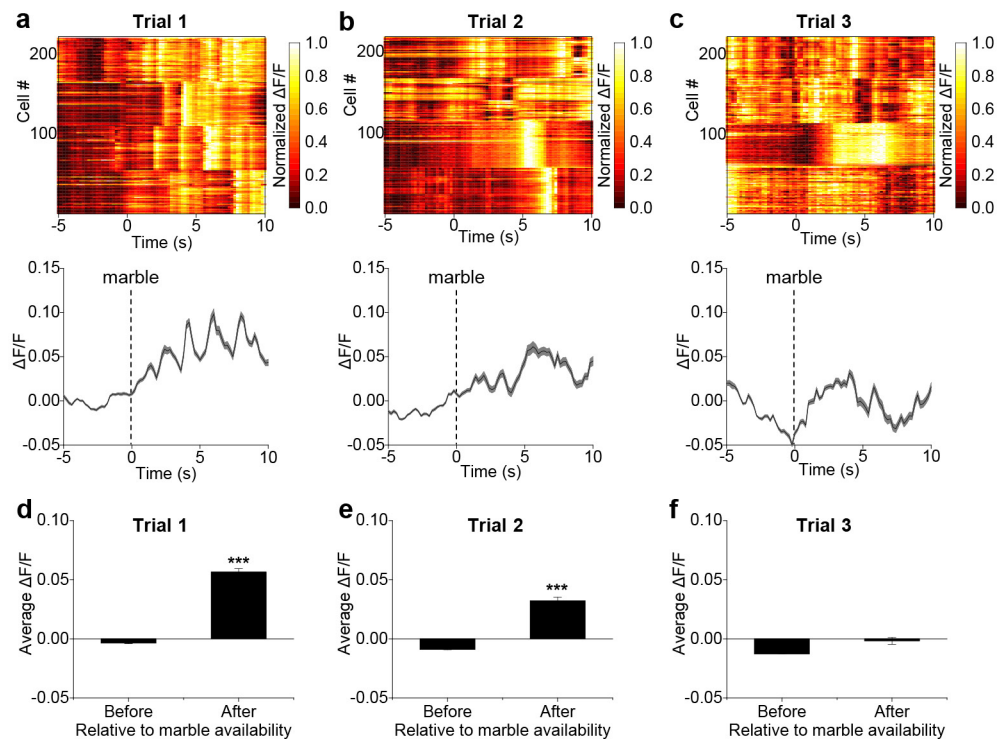 a Trial 1
200
100
Cell #
-5 0 5 10
Time (s)
1.0
0.8
0.6
0.4
0.2
0.0
Normalized ΔF/F
b Trial 2
200
100
-5 0 5 10
Time (s)
1.0
0.8
0.6
0.4
0.2
0.0
Normalized ΔF/F
c Trial 3
200
100
-5 0 5 10
Time (s)
1.0
0.8
0.6
0.4
0.2
0.0
Normalized ΔF/F
0.15
0.10
0.05
0.00
-0.05
ΔF/F
marble
-5 0 5 10
Time (s)
0.15
0.10
0.05
0.00
-0.05
ΔF/F
marble
-5 0 5 10
Time (s)
0.15
0.10
0.05
0.00
-0.05
ΔF/F
marble
-5 0 5 10
Time (s)
d Trial 1
0.10
0.05
0.00
-0.05
Average ΔF/F
***
Before After
Relative to marble availability
e Trial 2
0.10
0.05
0.00
-0.05
Average ΔF/F
***
Before After
Relative to marble availability
f Trial 3
0.10
0.05
0.00
-0.05
Average ΔF/F
Before After
Relative to marble availability